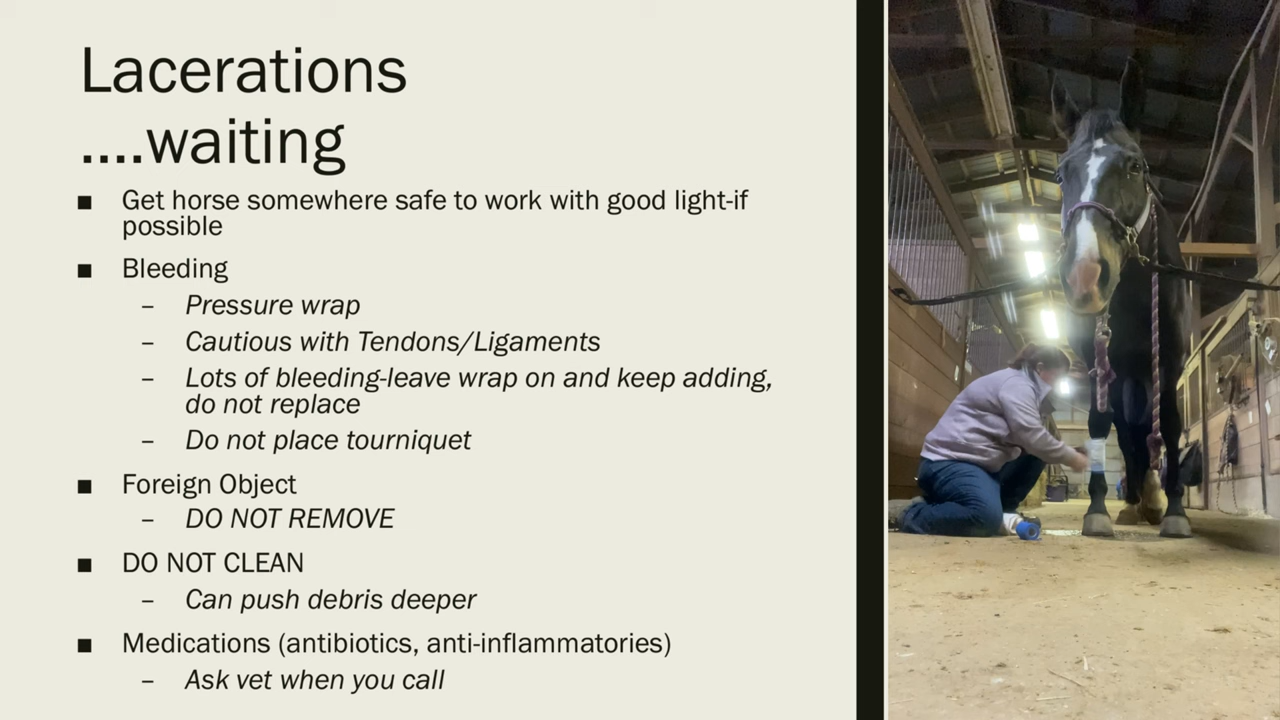 Lacerations
....waiting
■ Get horse somewhere safe to work with good light-if
possible
■ Bleeding
– Pressure wrap
– Cautious with Tendons/Ligaments
– Lots of bleeding-leave wrap on and keep adding,
do not replace
– Do not place tourniquet
■ Foreign Object
– DO NOT REMOVE
■ DO NOT CLEAN
– Can push debris deeper
■ Medications (antibiotics, anti-inflammatories)
– Ask vet when you call